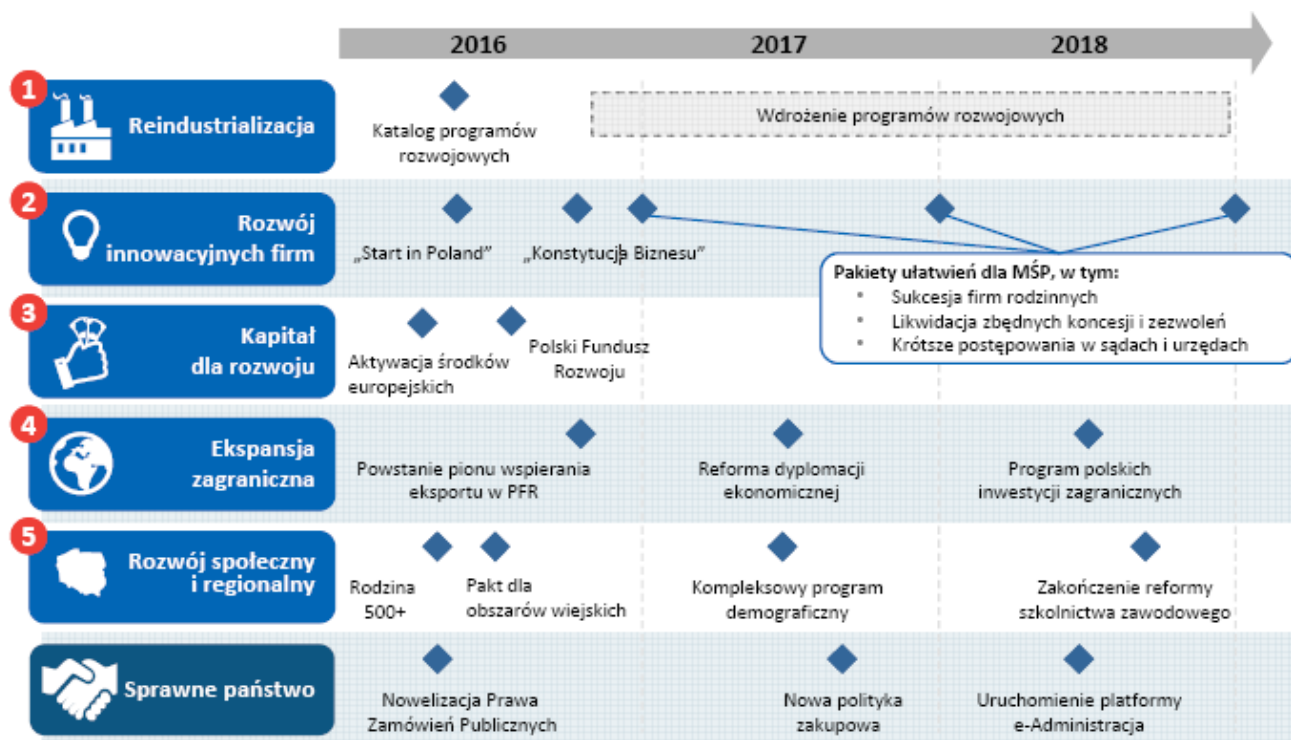 2016 2017 2018
1
Reindustrializacja
Katalog programów
rozwojowych
Wdrożenie programów rozwojowych
2
Rozwój
innowacyjnych firm
„Start in Poland”
„Konstytucja Biznesu”
Pakiety ułatwień dla MŚP, w tym:
• Sukcesja firm rodzinnych
• Likwidacja zbędnych koncesji i zezwoleń
• Krótsze postępowania w sądach i urzędach
3
Kapitał
dla rozwoju
Aktywacja środków
europejskich
Polski Fundusz
Rozwoju
4
Ekspansja
zagraniczna
Powstanie pionu wspierania
eksportu w PFR
Reforma dyplomacji
ekonomicznej
Program polskich
inwestycji zagranicznych
5
Rozwój społeczny
i regionalny
Rodzina
500+
Pakt dla
obszarów wiejskich
Kompleksowy program
demograficzny
Zakończenie reformy
szkolnictwa zawodowego
Sprawne państwo
Nowelizacja Prawa
Zamówień Publicznych
Nowa polityka
zakupowa
Uruchomienie platformy
e-Administracja